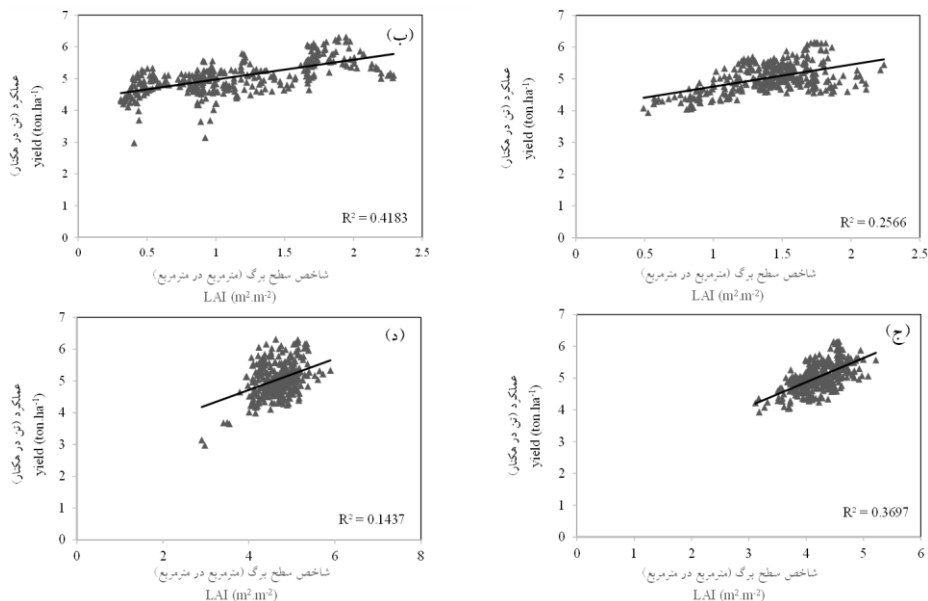 (ب)
7
6
5
4
3
2
1
0
عملکرد (تن در هکتار)
yield (ton.ha⁻¹)
R² = 0.4183
0 0.5 1 1.5 2 2.5
شاخص سطح برگ (مترمربع در مترمربع)
LAI (m².m⁻²)
7
6
5
4
3
2
1
0
عملکرد (تن در هکتار)
yield (ton.ha⁻¹)
R² = 0.2566
0 0.5 1 1.5 2 2.5
شاخص سطح برگ (مترمربع در مترمربع)
LAI (m².m⁻²)
(د)
7
6
5
4
3
2
1
0
عملکرد (تن در هکتار)
yield (ton.ha⁻¹)
R² = 0.1437
0 2 4 6 8
شاخص سطح برگ (مترمربع در مترمربع)
LAI (m².m⁻²)
(ج)
7
6
5
4
3
2
1
0
عملکرد (تن در هکتار)
yield (ton.ha⁻¹)
R² = 0.3697
0 1 2 3 4 5 6
شاخص سطح برگ (مترمربع در مترمربع)
LAI (m².m⁻²)